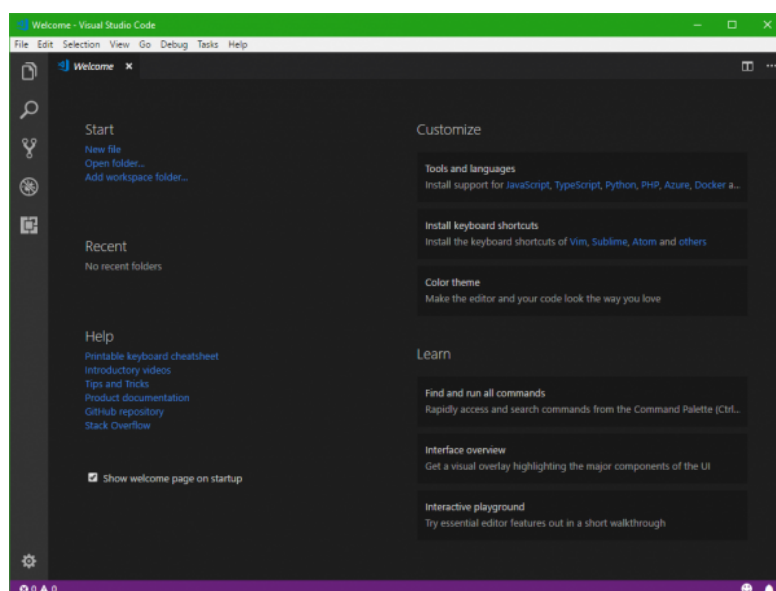 Welcome - Visual Studio Code
File Edit Selection View Go Debug Tasks Help
Welcome
Start
New file
Open folder...
Add workspace folder...
Recent
No recent folders
Help
Printable keyboard cheatsheet
Introductory videos
Tips and Tricks
Product documentation
GitHub repository
Stack Overflow
Show welcome page on startup
Customize
Tools and languages
Install support for JavaScript, TypeScript, Python, PHP, Azure, Docker a...
Install keyboard shortcuts
Install the keyboard shortcuts of Vim, Sublime, Atom and others
Color theme
Make the editor and your code look the way you love
Learn
Find and run all commands
Rapidly access and search commands from the Command Palette (Ctrl...
Interface overview
Get a visual overlay highlighting the major components of the UI
Interactive playground
Try essential editor features out in a short walkthrough
0 0